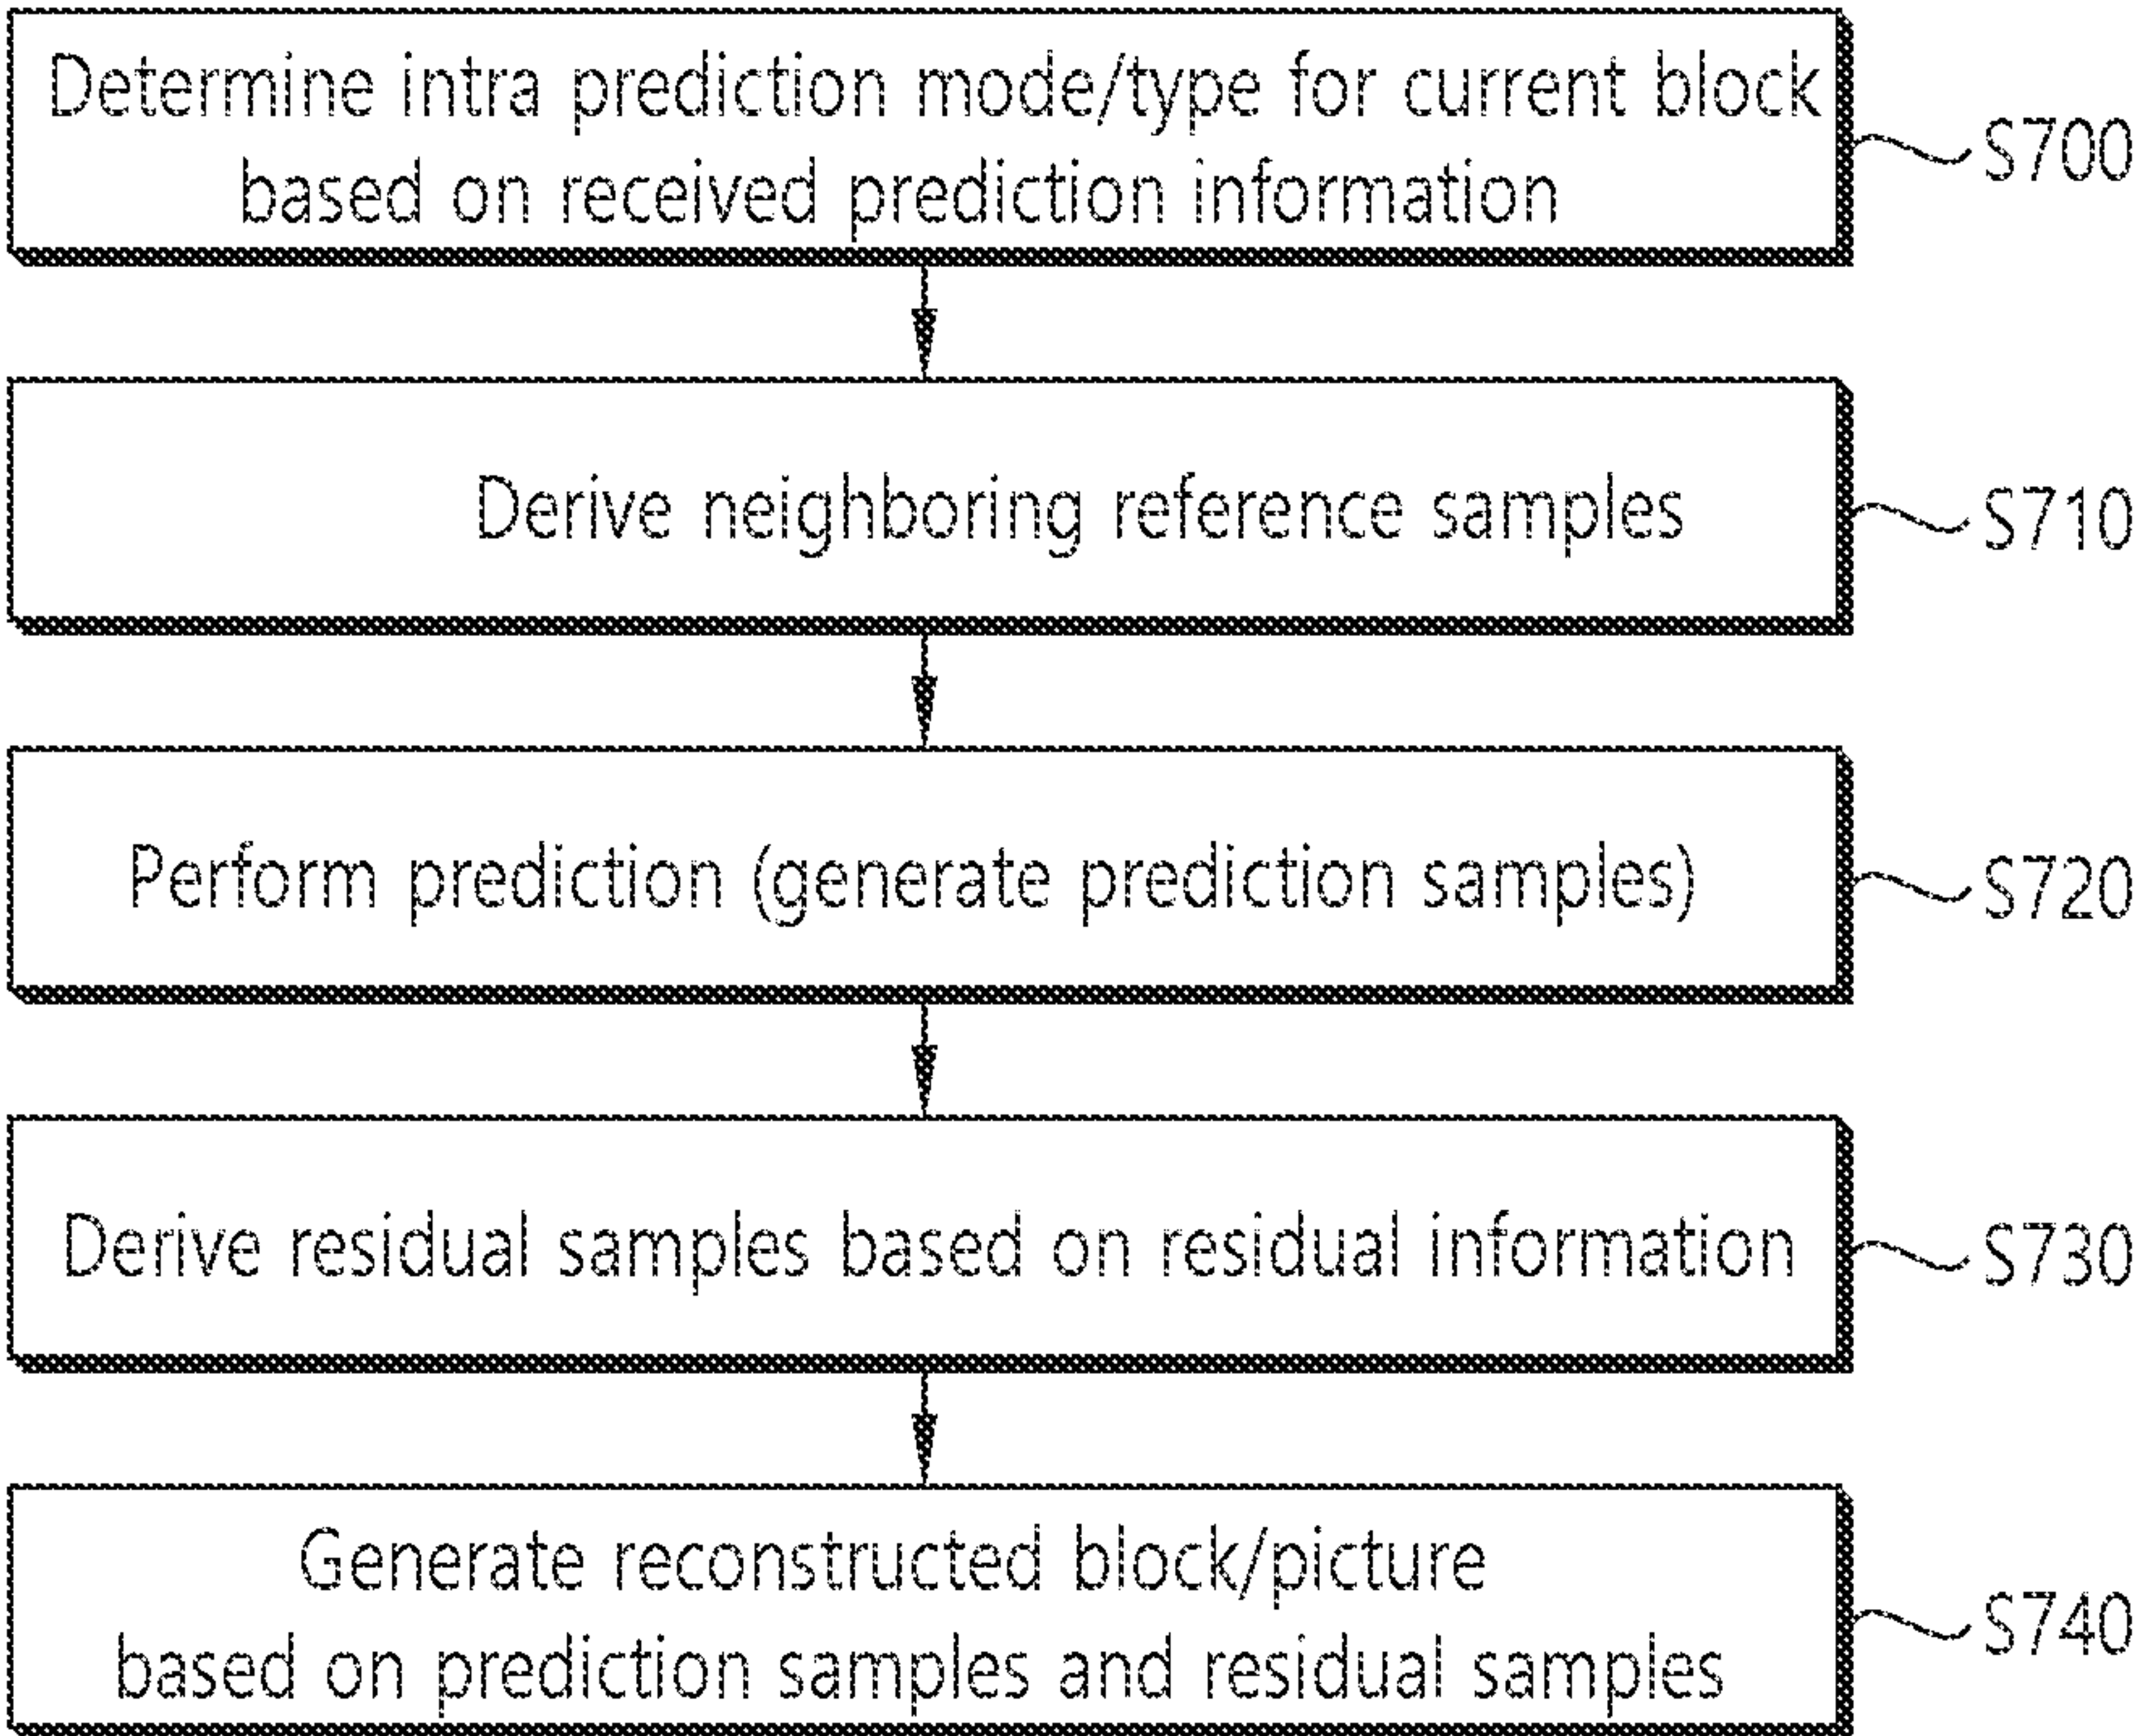 Determine intra prediction mode/type for current block
based on received prediction information
S700
Derive neighboring reference samples
S710
Perform prediction (generate prediction samples)
S720
Derive residual samples based on residual information
S730
Generate reconstructed block/picture
based on prediction samples and residual samples
S740